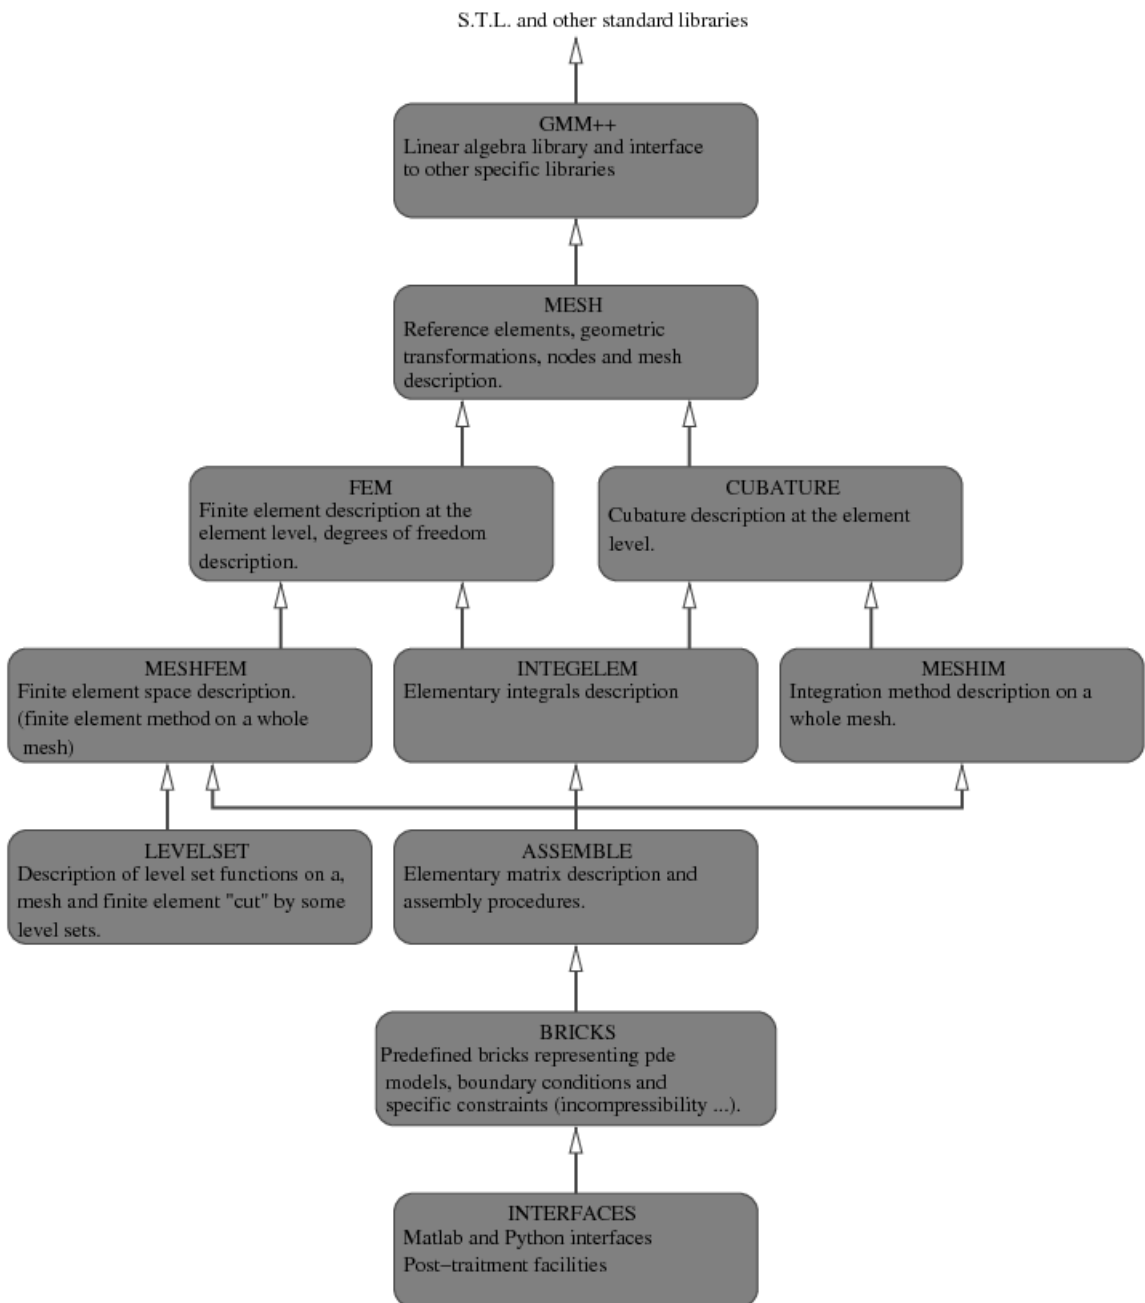 S.T.L. and other standard libraries
GMM++
Linear algebra library and interface
to other specific libraries
MESH
Reference elements, geometric
transformations, nodes and mesh
description.
FEM
Finite element description at the
element level, degrees of freedom
description.
CUBATURE
Cubature description at the element
level.
MESHFEM
Finite element space description.
(finite element method on a whole
mesh)
INTEGELEM
Elementary integrals description
MESHIM
Integration method description on a
whole mesh.
LEVELSET
Description of level set functions on a,
mesh and finite element "cut" by some
level sets.
ASSEMBLE
Elementary matrix description and
assembly procedures.
BRICKS
Predefined bricks representing pde
models, boundary conditions and
specific constraints (incompressibility ...).
INTERFACES
Matlab and Python interfaces
Post−traitment facilities